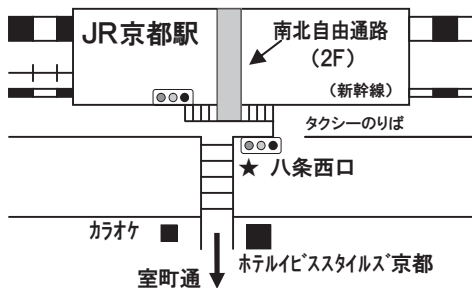 JR京都駅
南北自由通路
(2F)
(新幹線)
タクシーのりば
★ 八条西口
カラオケ
ホテルイビススタイルズ京都
室町通